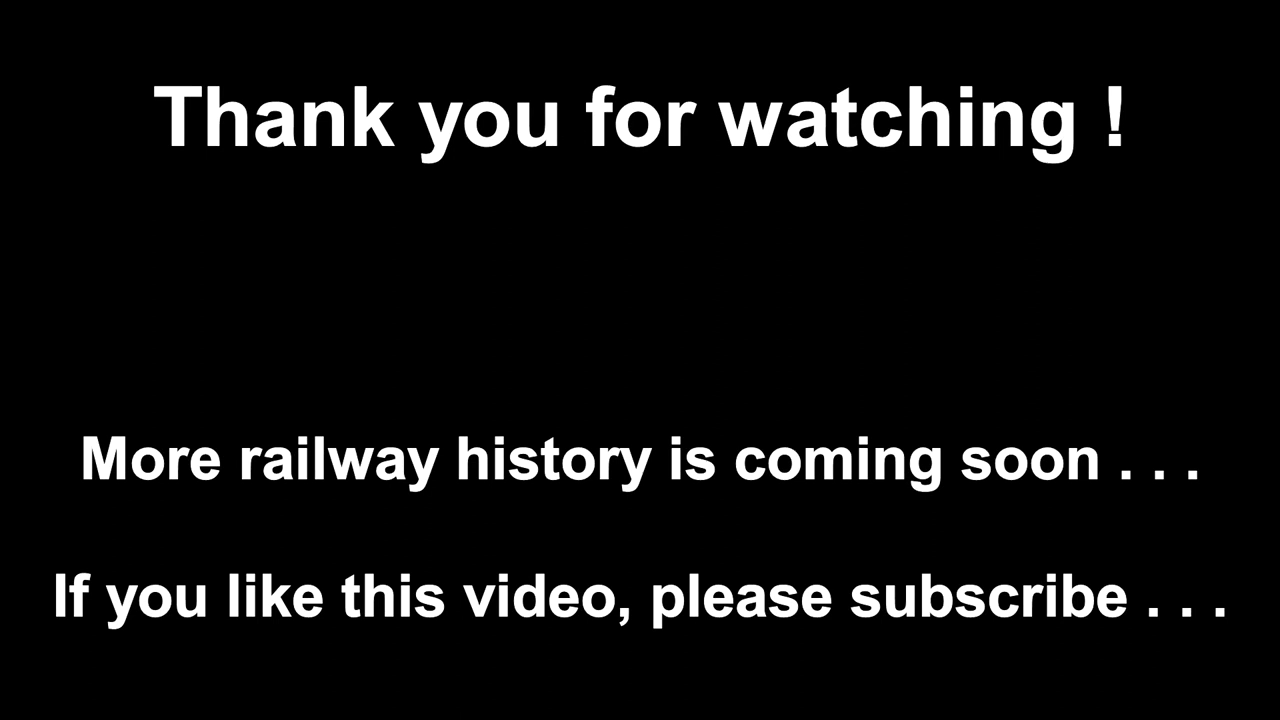 Thank you for watching !
More railway history is coming soon . . .
If you like this video, please subscribe . . .